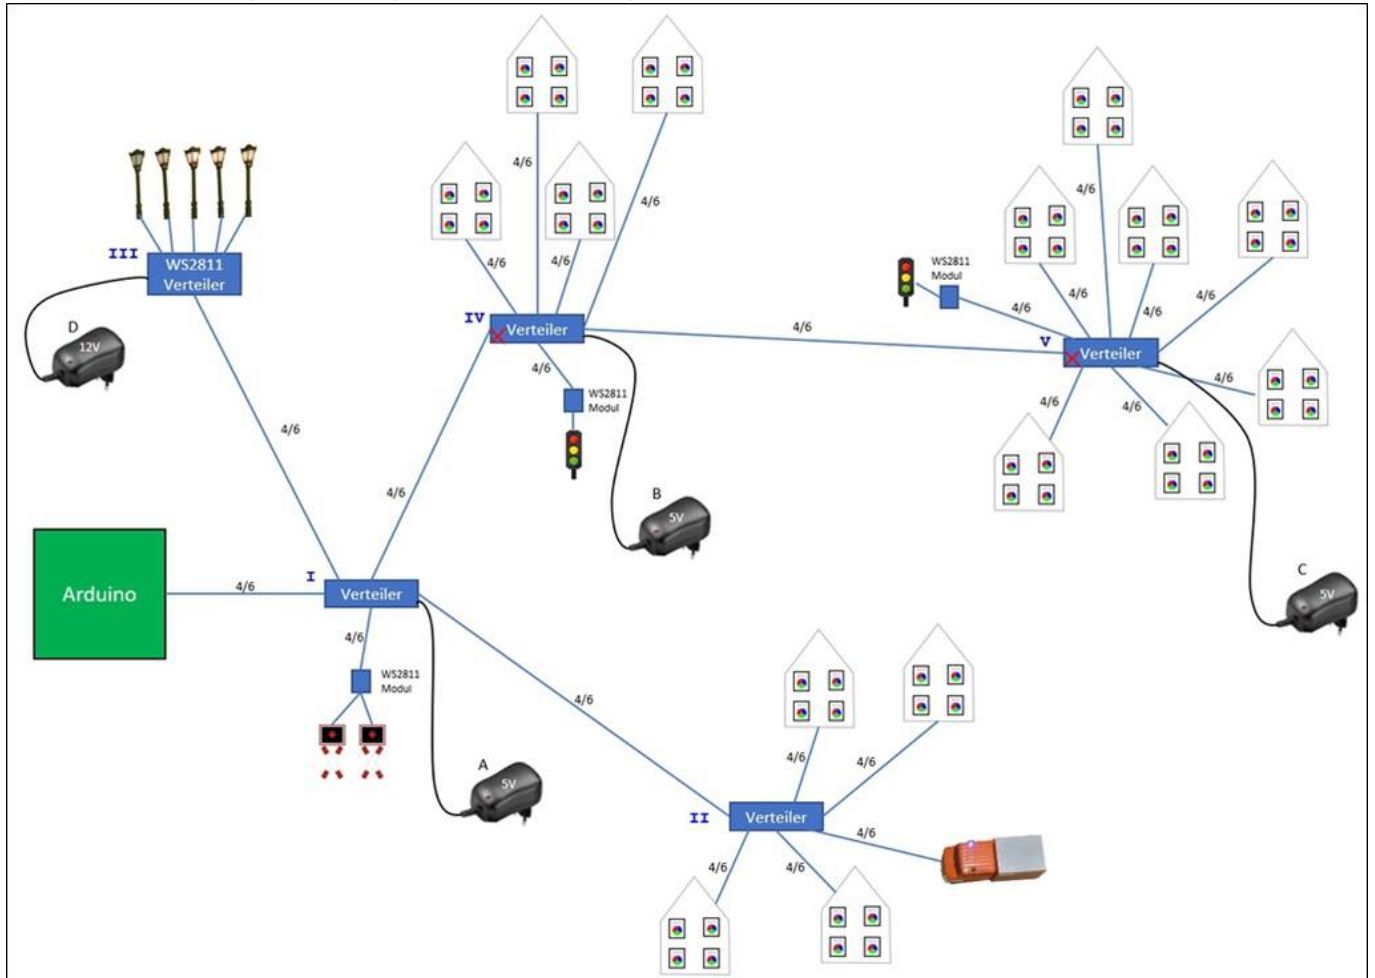 4/6
4/6
4/6
4/6
4/6
WS2811
Modul
4/6
4/6
4/6
4/6
III
WS2811
Verteiler
IV
Verteiler
4/6
V
Verteiler
D
12V
4/6
WS2811
Modul
4/6
4/6
4/6
4/6
4/6
B
5V
Arduino
4/6
I
Verteiler
C
5V
4/6
WS2811
Modul
4/6
A
5V
4/6
4/6
II
Verteiler
4/6
4/6
4/6